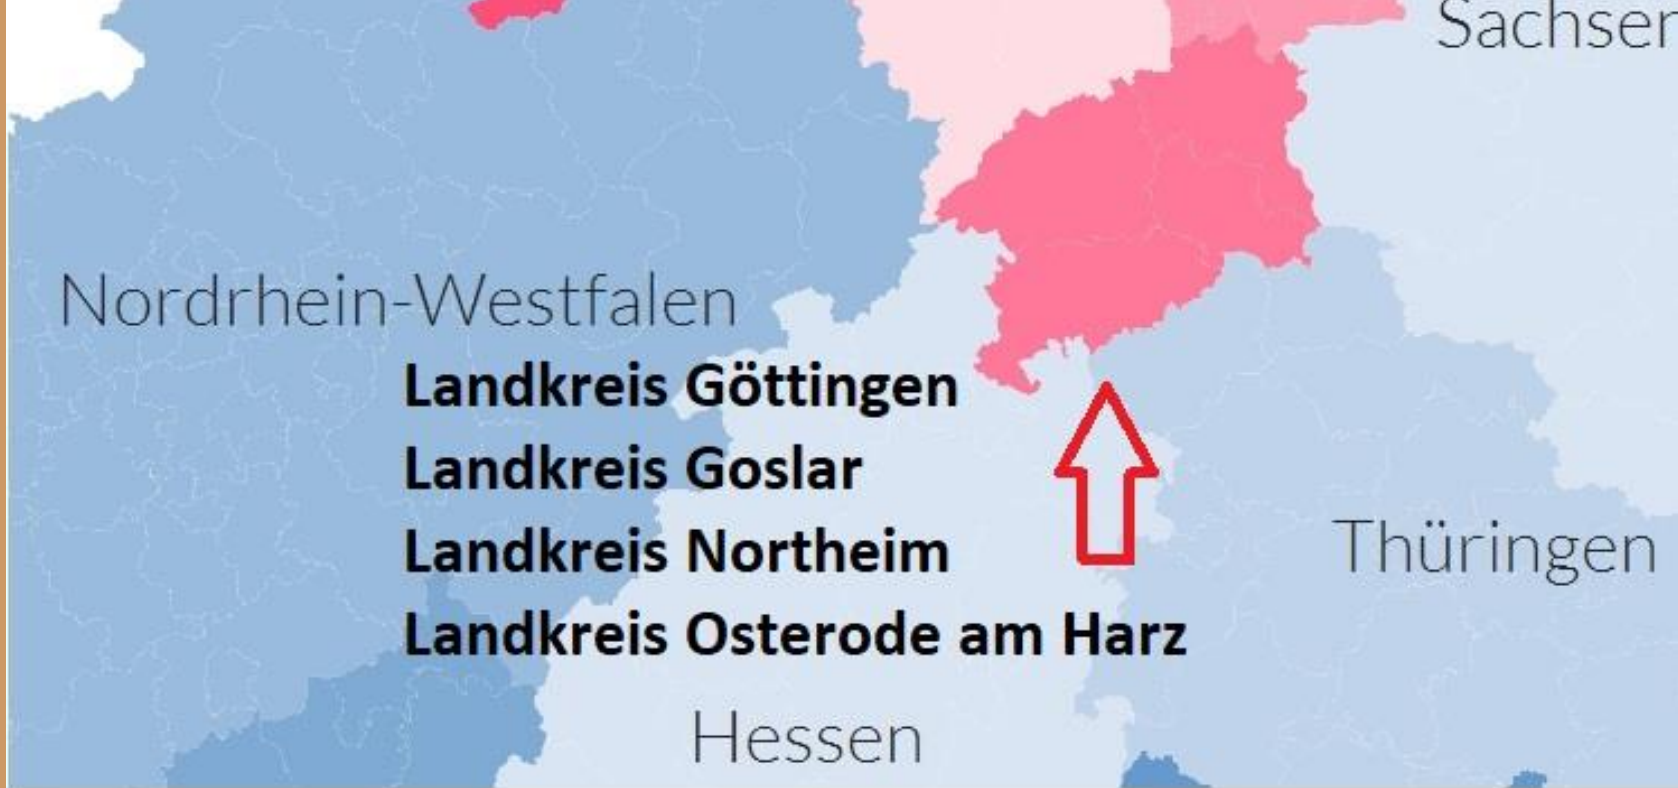 Sachsen
Nordrhein-Westfalen
Landkreis Göttingen
Landkreis Goslar
Landkreis Northeim
Thüringen
Landkreis Osterode am Harz
Hessen